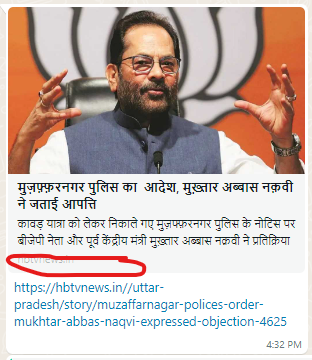 मुज़फ़्फ़रनगर पुलिस का  आदेश, मुख़्तार अब्बास नक़वी
ने जताई आपत्ति
कावड़ यात्रा को लेकर निकाले गए मुज़फ़्फ़रनगर पुलिस के नोटिस पर
बीजेपी नेता और पूर्व केंद्रीय मंत्री मुख़्तार अब्बास नक़वी ने प्रतिक्रिया
hbtvnews.in
https://hbtvnews.in//uttar-
pradesh/story/muzaffarnagar-polices-order-
mukhtar-abbas-naqvi-expressed-objection-4625
4:32 PM